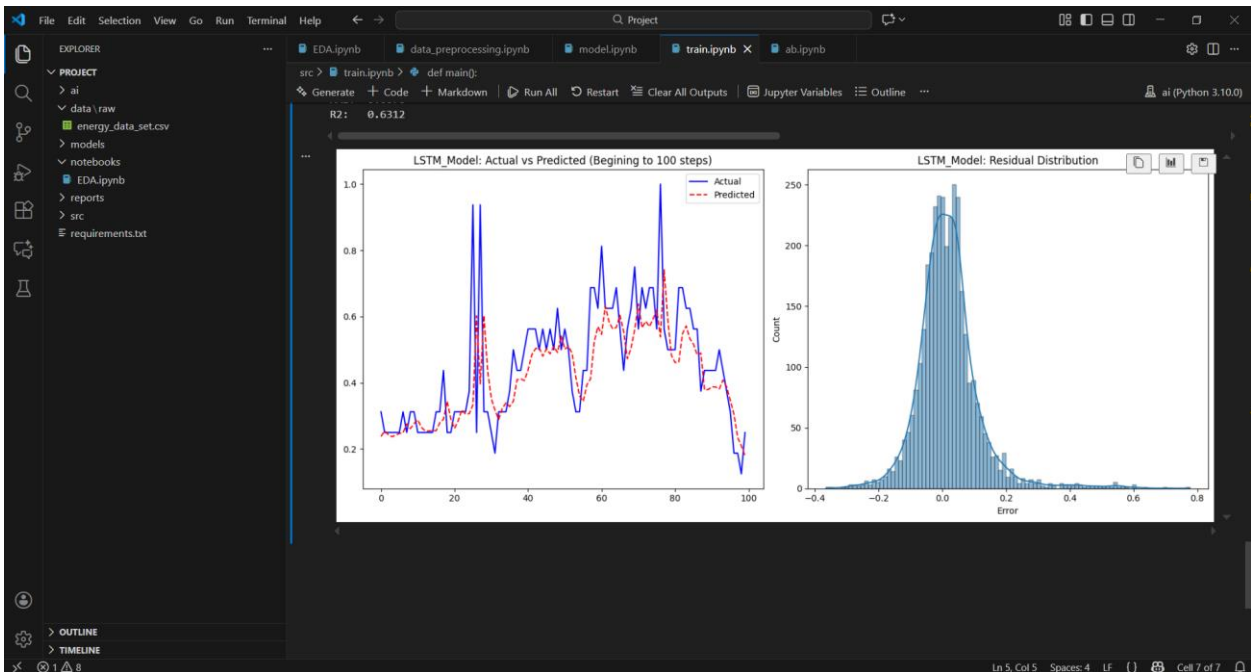 File Edit Selection View Go Run Terminal Help
Project
EXPLORER
PROJECT
ai
data \ raw
energy_data_set.csv
models
notebooks
EDA.ipynb
reports
src
requirements.txt
OUTLINE
TIMELINE
EDA.ipynb data_preprocessing.ipynb model.ipynb train.ipynb ab.ipynb
src > train.ipynb > def main():
Generate + Code + Markdown Run All Restart Clear All Outputs Jupyter Variables Outline ...
ai (Python 3.10.0)
R2: 0.6312
LSTM_Model: Actual vs Predicted (Begining to 100 steps)
Actual
Predicted
1.0
0.8
0.6
0.4
0.2
0 20 40 60 80 100
LSTM_Model: Residual Distribution
250
200
150
100
50
0
Count
−0.4 −0.2 0.0 0.2 0.4 0.6 0.8
Error
1 8
Ln 5, Col 5 Spaces: 4 LF { } Cell 7 of 7